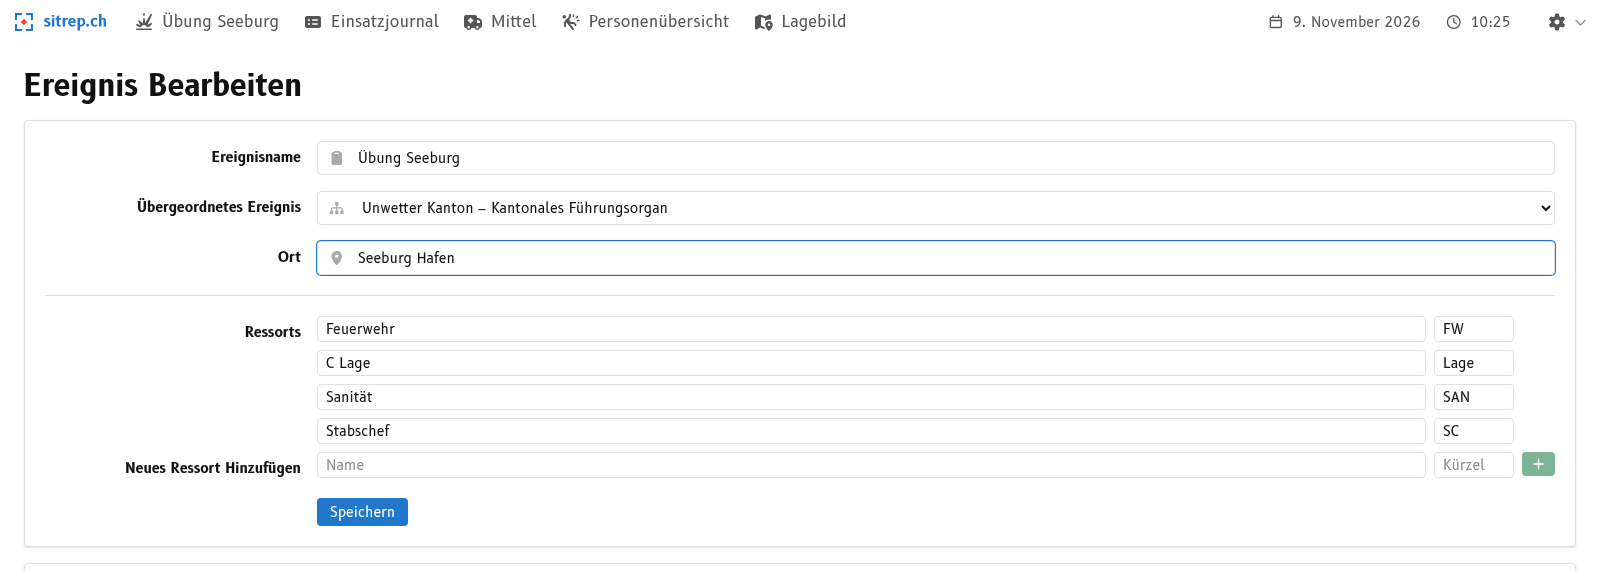 sitrep.ch Übung Seeburg Einsatzjournal Mittel Personenübersicht Lagebild 9. November 2026 10:25
Ereignis Bearbeiten
Ereignisname Übung Seeburg
Übergeordnetes Ereignis Unwetter Kanton – Kantonales Führungsorgan
Ort Seeburg Hafen
Ressorts Feuerwehr FW
C Lage Lage
Sanität SAN
Stabschef SC
Neues Ressort Hinzufügen Name Kürzel +
Speichern